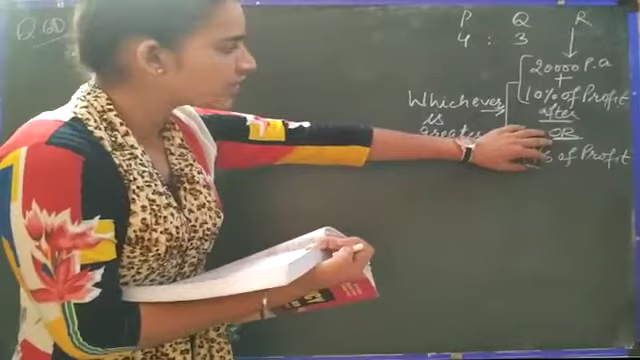 Q. 60
P Q R
4 : 3
20000 P.a
+
Whichever 10% of Profit
is after
greater OR
of Profit